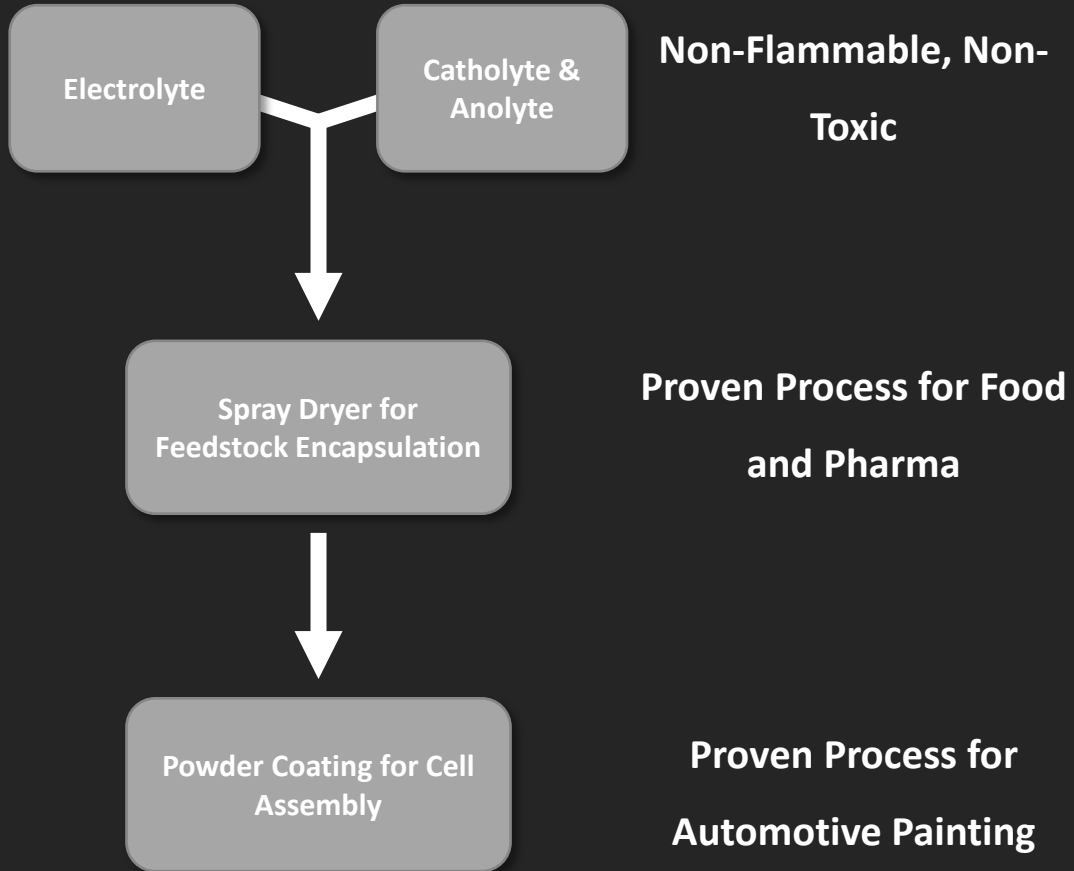 Electrolyte
Catholyte &
Anolyte
Non-Flammable, Non-
Toxic
Spray Dryer for
Feedstock Encapsulation
Proven Process for Food
and Pharma
Powder Coating for Cell
Assembly
Proven Process for
Automotive Painting